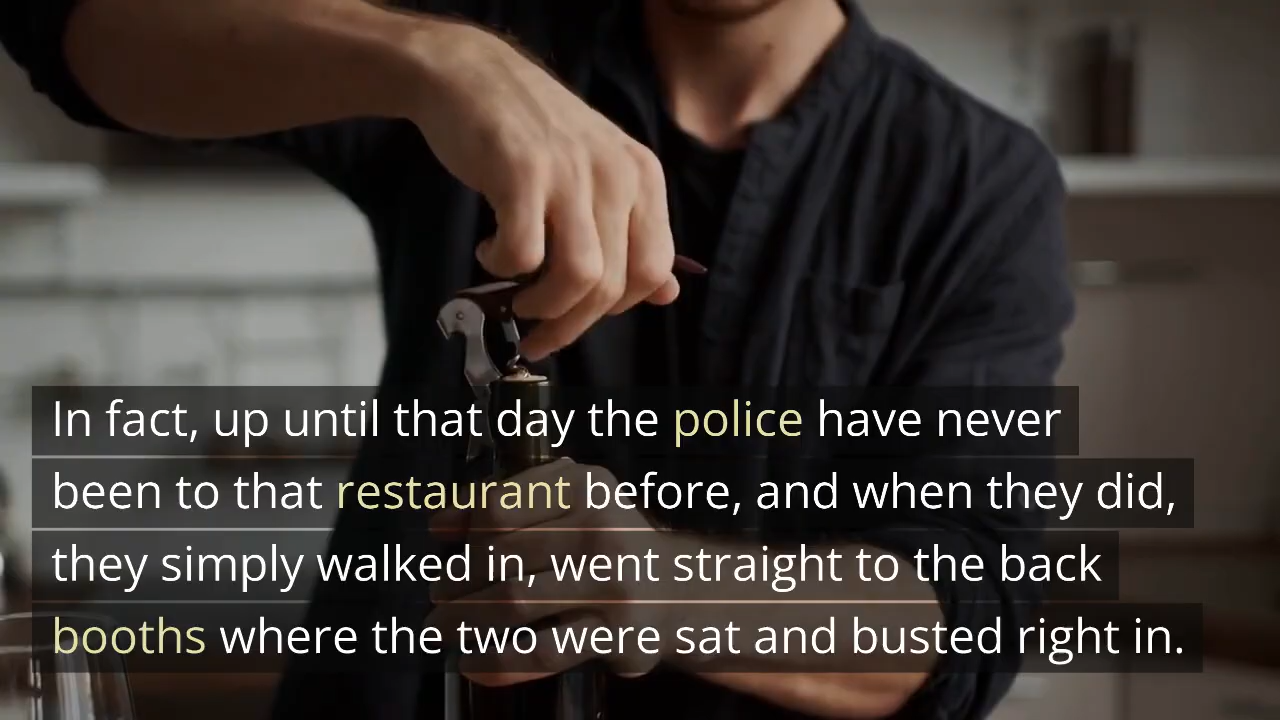 In fact, up until that day the police have never
been to that restaurant before, and when they did,
they simply walked in, went straight to the back
booths where the two were sat and busted right in.